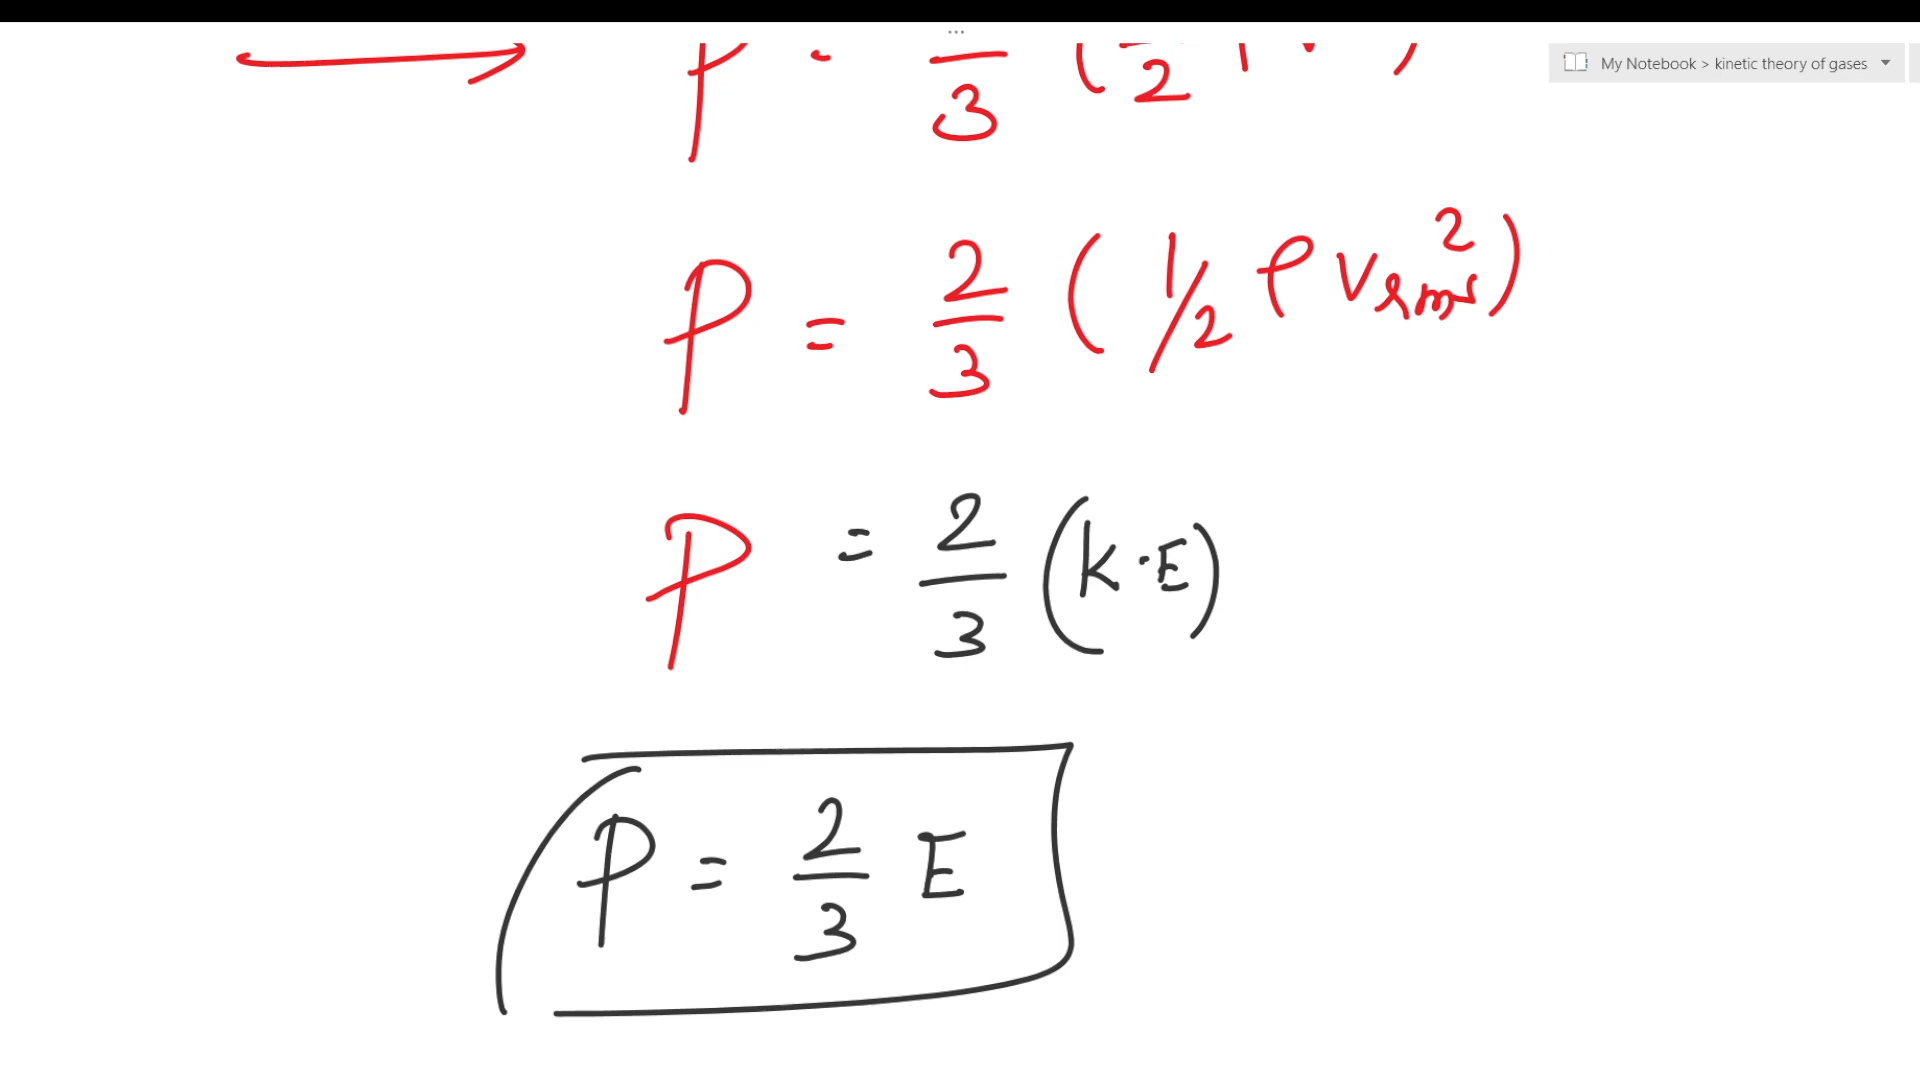 My Notebook > kinetic theory of gases
P = 2/3 (1/2 ρ v_rms²)
P = 2/3 (K.E)
P = 2/3 E